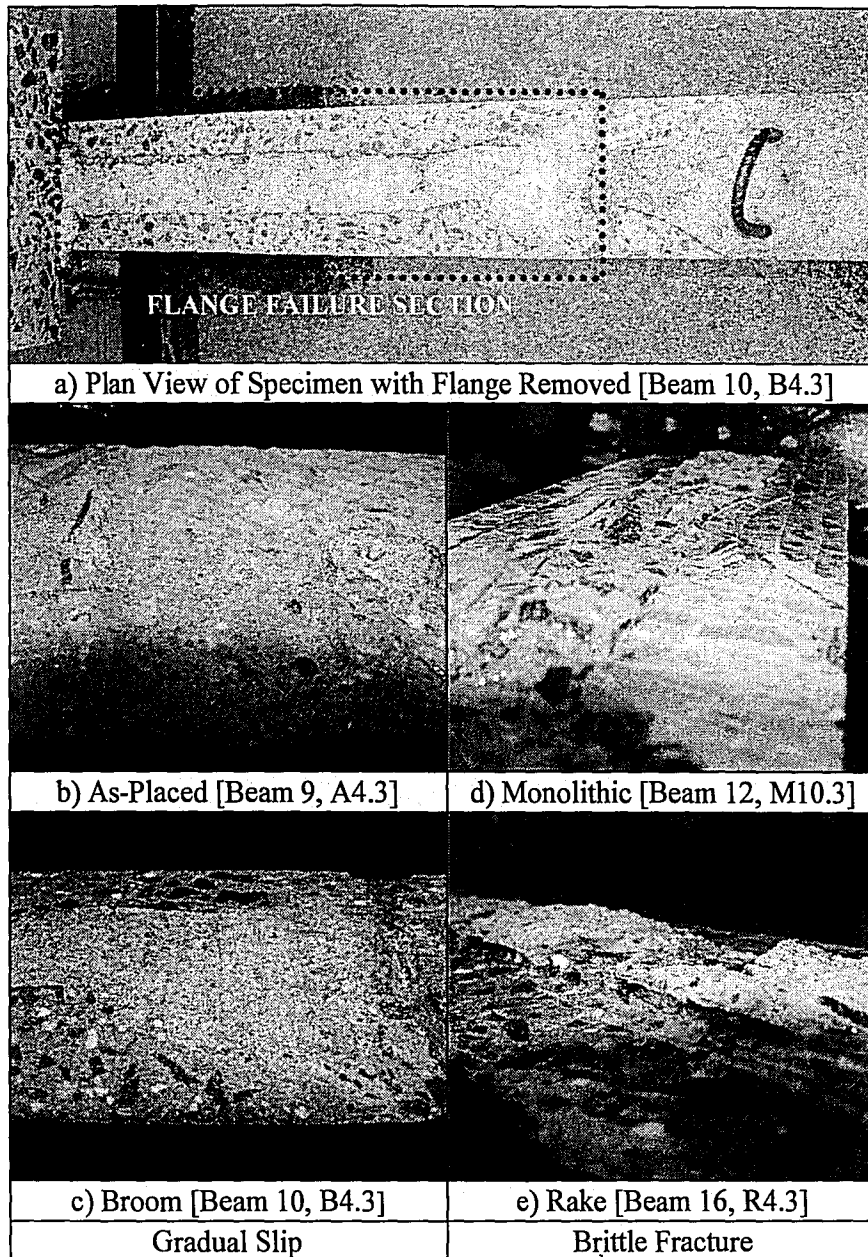 FLANGE FAILURE SECTION
a) Plan View of Specimen with Flange Removed [Beam 10, B4.3]
b) As-Placed [Beam 9, A4.3]
d) Monolithic [Beam 12, M10.3]
c) Broom [Beam 10, B4.3]
e) Rake [Beam 16, R4.3]
Gradual Slip
Brittle Fracture